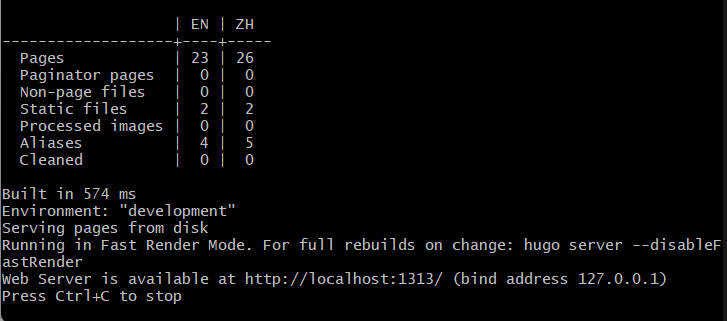 | EN | ZH
-------------------+----+-----
  Pages            | 23 | 26
  Paginator pages  |  0 |  0
  Non-page files   |  0 |  0
  Static files     |  2 |  2
  Processed images |  0 |  0
  Aliases          |  4 |  5
  Cleaned          |  0 |  0

Built in 574 ms
Environment: "development"
Serving pages from disk
Running in Fast Render Mode. For full rebuilds on change: hugo server --disableF
astRender
Web Server is available at http://localhost:1313/ (bind address 127.0.0.1)
Press Ctrl+C to stop